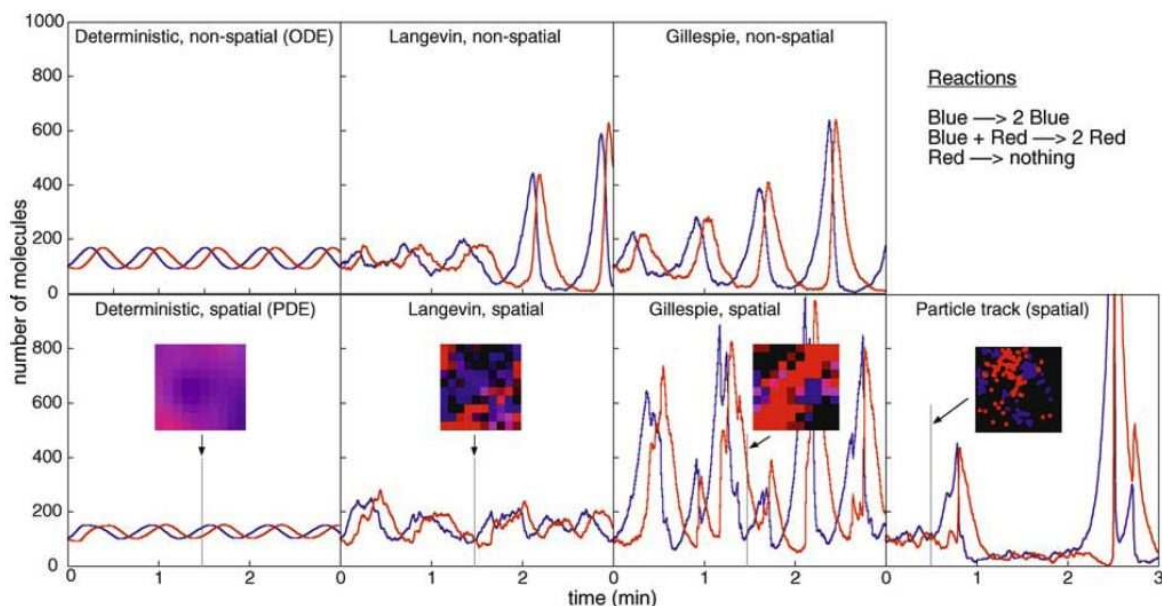 1000
800
600
400
200
0
Deterministic, non-spatial (ODE)
Langevin, non-spatial
Gillespie, non-spatial
Reactions
Blue —> 2 Blue
Blue + Red —> 2 Red
Red —> nothing
number of molecules
800
600
400
200
0
Deterministic, spatial (PDE)
Langevin, spatial
Gillespie, spatial
Particle track (spatial)
0 1 2 0 1 2 0 1 2 0 1 2 3
time (min)